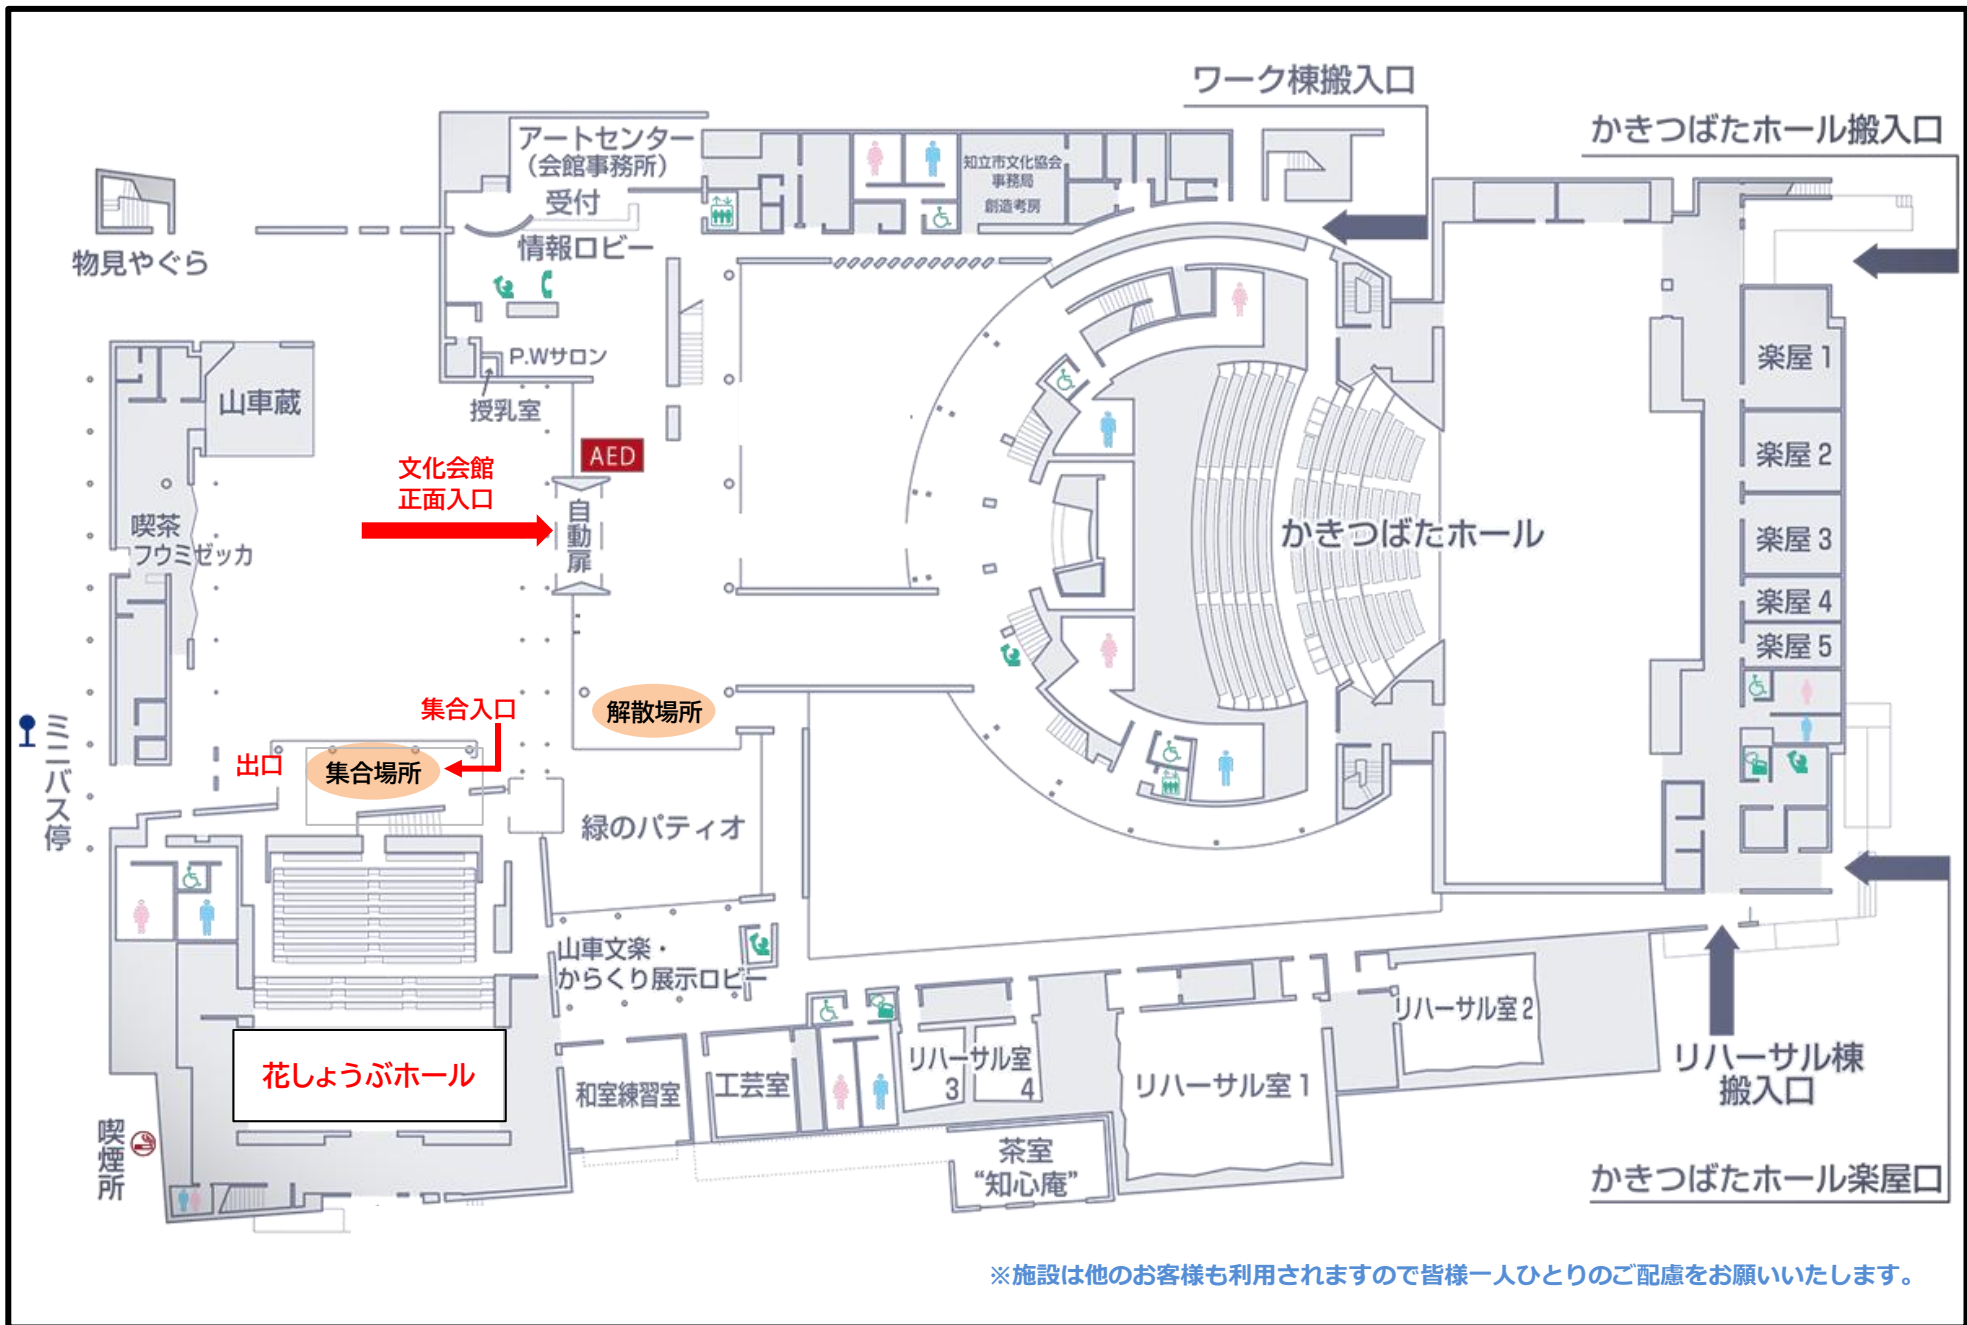 ワーク棟搬入口
かきつばたホール搬入口
アートセンター
（会館事務所）
受付
情報ロビー
知立市文化協会
事務局
創造考房
物見やぐら
P.Wサロン
授乳室
山車蔵
AED
文化会館
正面入口
自動扉
喫茶
フウミゼッカ
かきつばたホール
楽屋 1
楽屋 2
楽屋 3
楽屋 4
楽屋 5
解散場所
集合入口
出口
集合場所
ミニバス停
緑のパティオ
山車文楽・
からくり展示ロビー
花しょうぶホール
和室練習室
工芸室
リハーサル室
3
4
リハーサル室 1
リハーサル室 2
リハーサル棟
搬入口
喫煙所
茶室
“知心庵”
かきつばたホール楽屋口
※施設は他のお客様も利用されますので皆様一人ひとりのご配慮をお願いいたします。